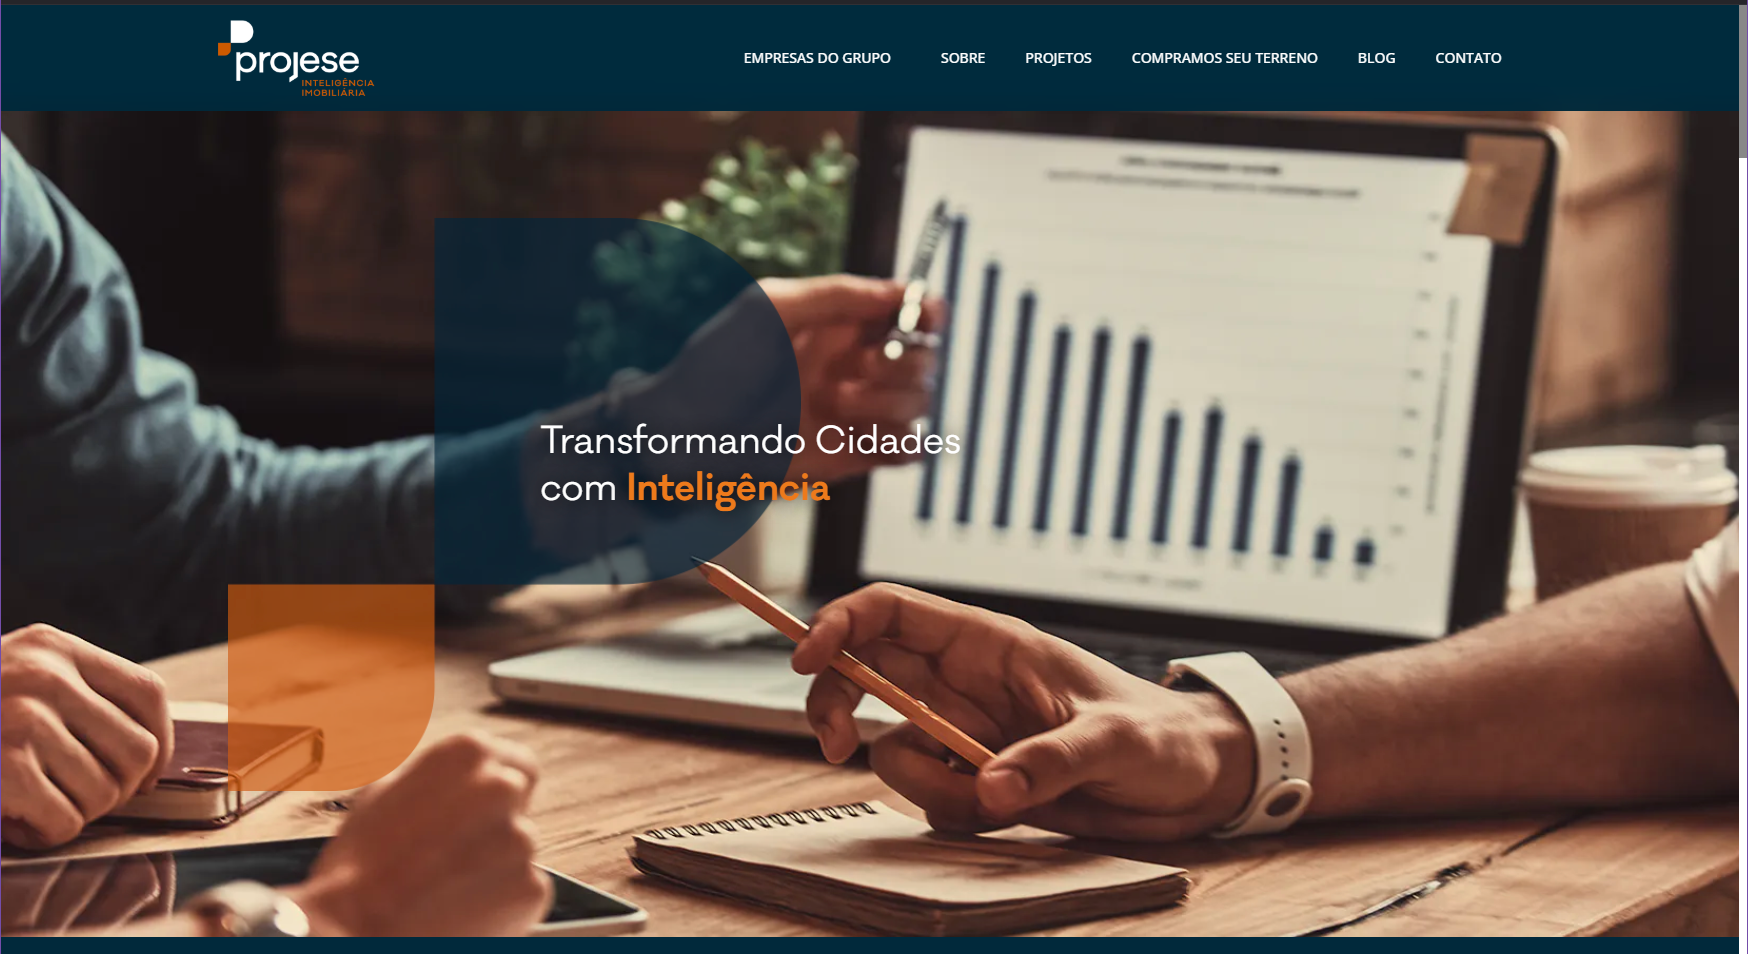 projese
INTELIGÊNCIA
IMOBILIÁRIA
EMPRESAS DO GRUPO
SOBRE
PROJETOS
COMPRAMOS SEU TERRENO
BLOG
CONTATO
Transformando Cidades
com Inteligência